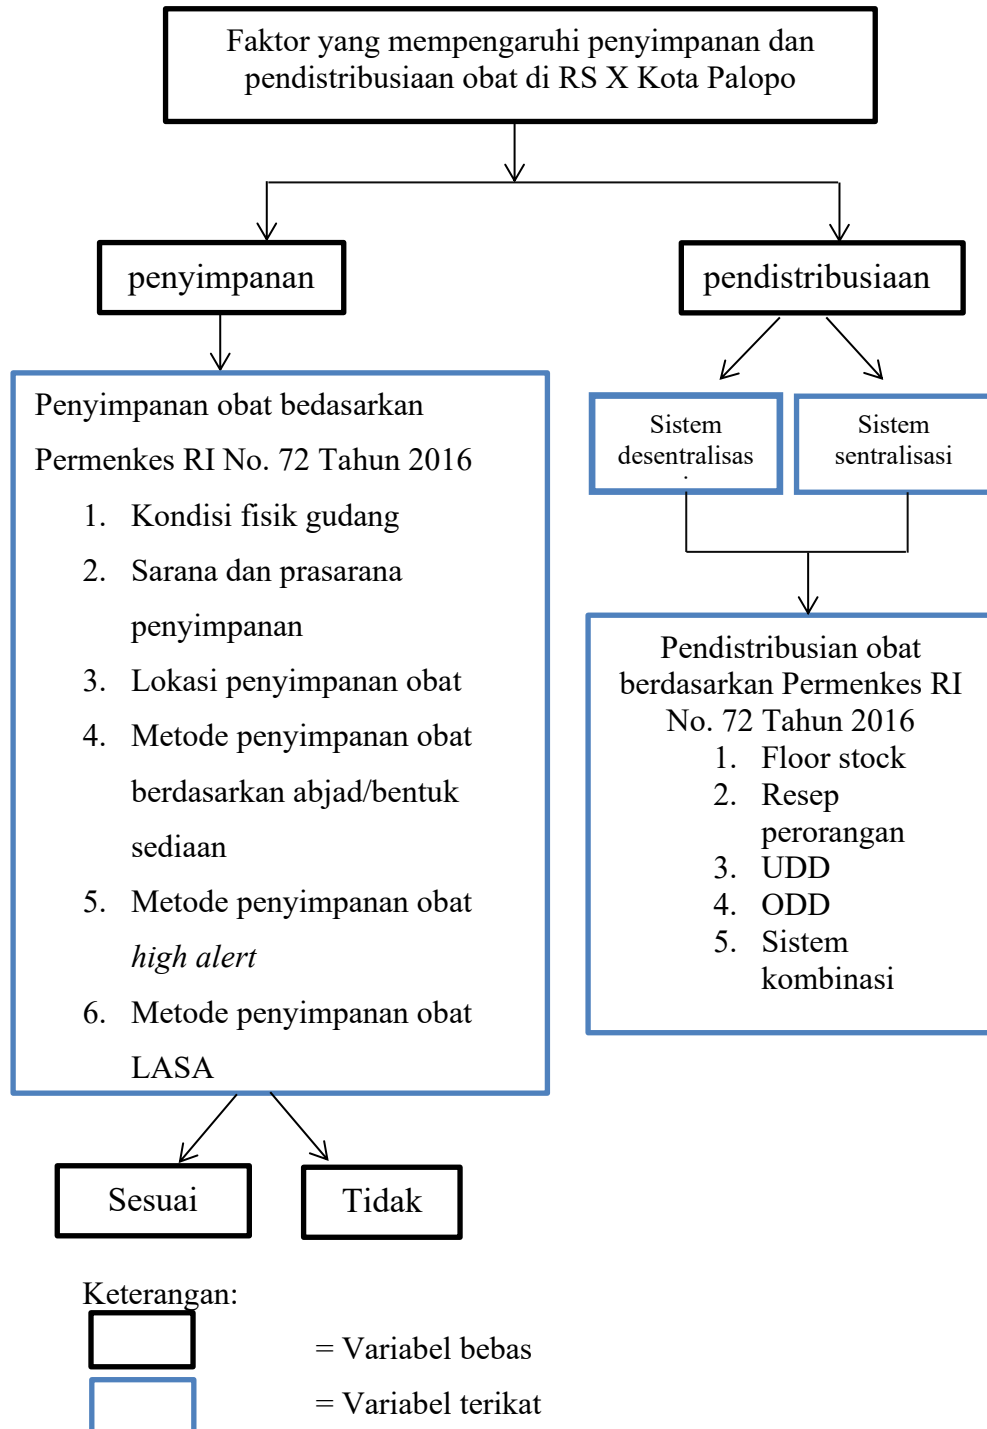 Faktor yang mempengaruhi penyimpanan dan
pendistribusiaan obat di RS X Kota Palopo
penyimpanan
pendistribusiaan
Penyimpanan obat bedasarkan
Permenkes RI No. 72 Tahun 2016
1. Kondisi fisik gudang
2. Sarana dan prasarana
penyimpanan
3. Lokasi penyimpanan obat
4. Metode penyimpanan obat
berdasarkan abjad/bentuk
sediaan
5. Metode penyimpanan obat
high alert
6. Metode penyimpanan obat
LASA
Sistem
desentralisas
Sistem
sentralisasi
Pendistribusian obat
berdasarkan Permenkes RI
No. 72 Tahun 2016
1. Floor stock
2. Resep
perorangan
3. UDD
4. ODD
5. Sistem
kombinasi
Sesuai
Tidak
Keterangan:
= Variabel bebas
= Variabel terikat